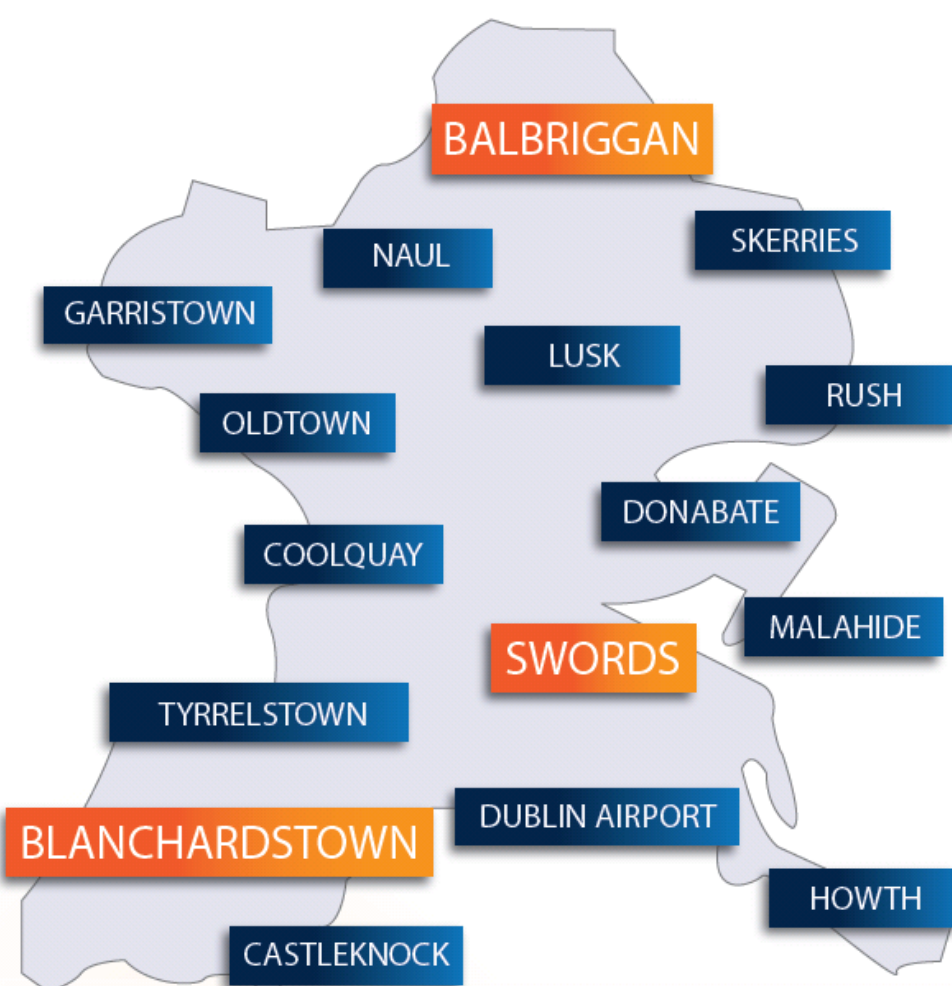 BALBRIGGAN
SKERRIES
NAUL
GARRISTOWN
LUSK
RUSH
OLDTOWN
DONABATE
COOLQUAY
MALAHIDE
SWORDS
TYRRELSTOWN
DUBLIN AIRPORT
BLANCHARDSTOWN
HOWTH
CASTLEKNOCK